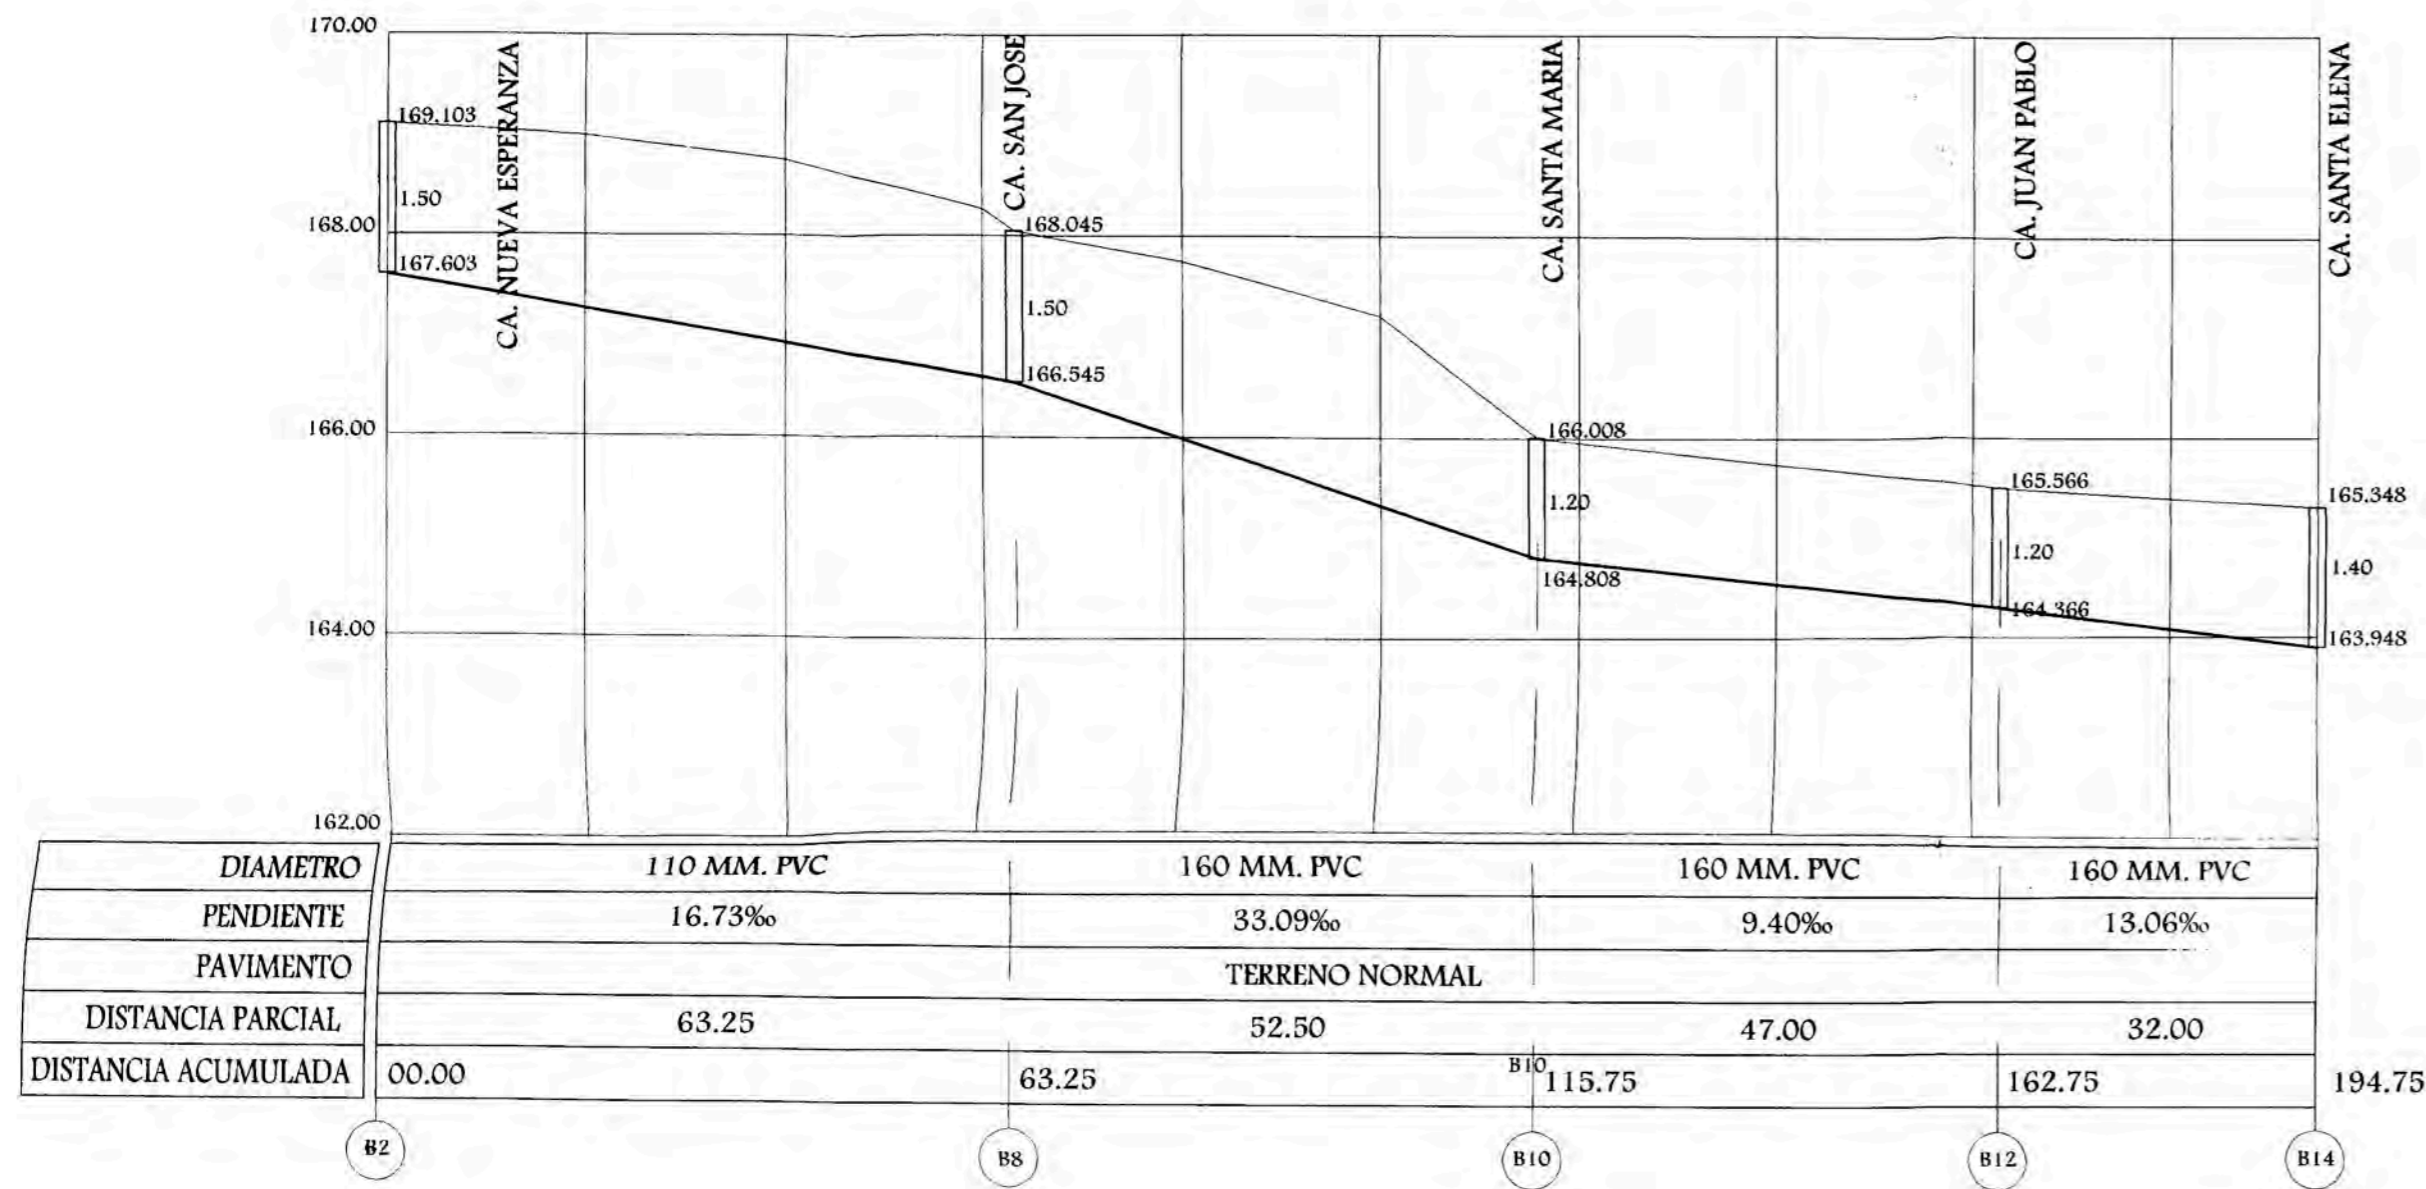 170.00
168.00
166.00
164.00
162.00
CA. NUEVA ESPERANZA
CA. SAN JOSE
CA. SANTA MARIA
CA. JUAN PABLO
CA. SANTA ELENA
169.103
1.50
167.603
168.045
1.50
166.545
166.008
1.20
164.808
165.566
1.20
164.366
165.348
1.40
163.948
DIAMETRO 110 MM. PVC 160 MM. PVC 160 MM. PVC 160 MM. PVC
PENDIENTE 16.73‰ 33.09‰ 9.40‰ 13.06‰
PAVIMENTO TERRENO NORMAL
DISTANCIA PARCIAL 63.25 52.50 47.00 32.00
DISTANCIA ACUMULADA 00.00 63.25 B10 115.75 162.75 194.75
B2 B8 B10 B12 B14